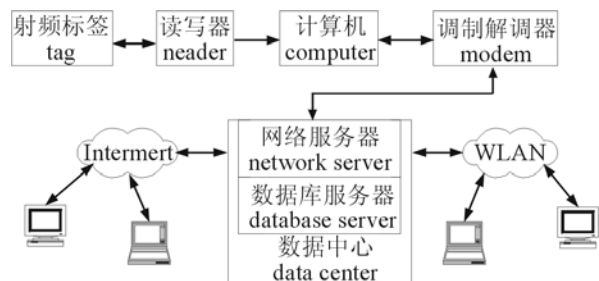 射频标签
tag
读写器
neader
计算机
computer
调制解调器
modem
Intermert
网络服务器
network server
WLAN
数据库服务器
database server
数据中心
data center